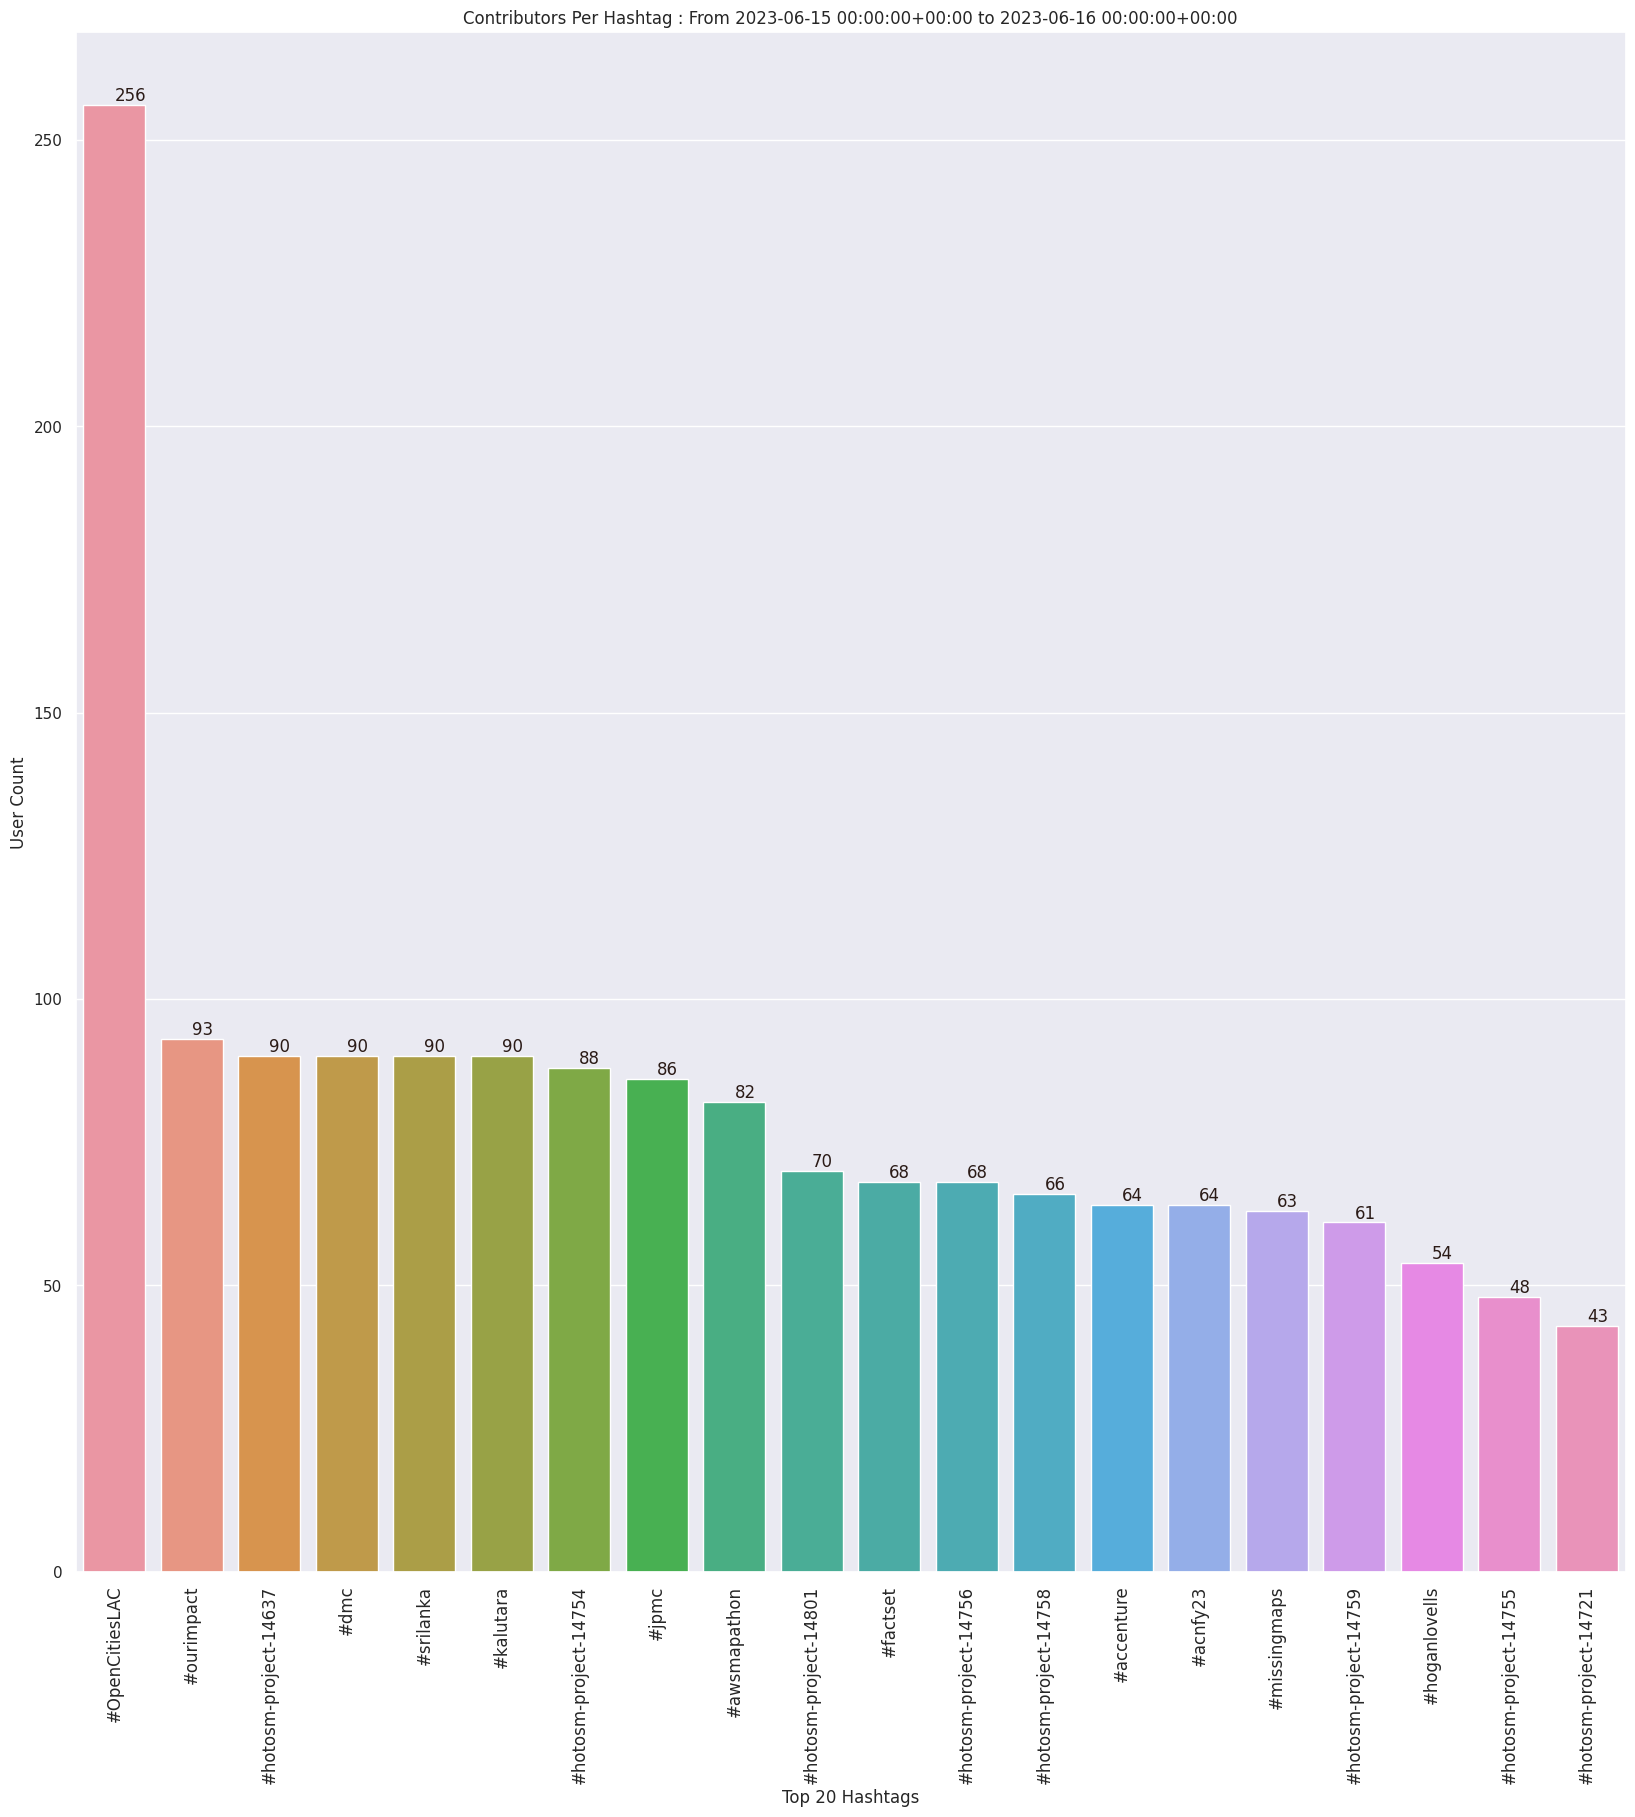 Contributors Per Hashtag : From 2023-06-15 00:00:00+00:00 to 2023-06-16 00:00:00+00:00
User Count
250
200
150
100
50
0
256
93
90
90
90
90
88
86
82
70
68
68
66
64
64
63
61
54
48
43
#OpenCitiesLAC
#ourimpact
#hotosm-project-14637
#dmc
#srilanka
#kalutara
#hotosm-project-14754
#jpmc
#awsmapathon
#hotosm-project-14801
#factset
#hotosm-project-14756
#hotosm-project-14758
#accenture
#acnfy23
#missingmaps
#hotosm-project-14759
#hoganlovells
#hotosm-project-14755
#hotosm-project-14721
Top 20 Hashtags